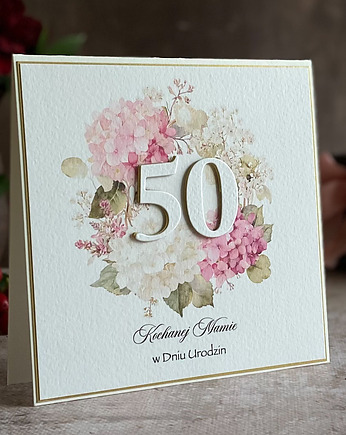 50
Kochanej Mamie
w Dniu Urodzin